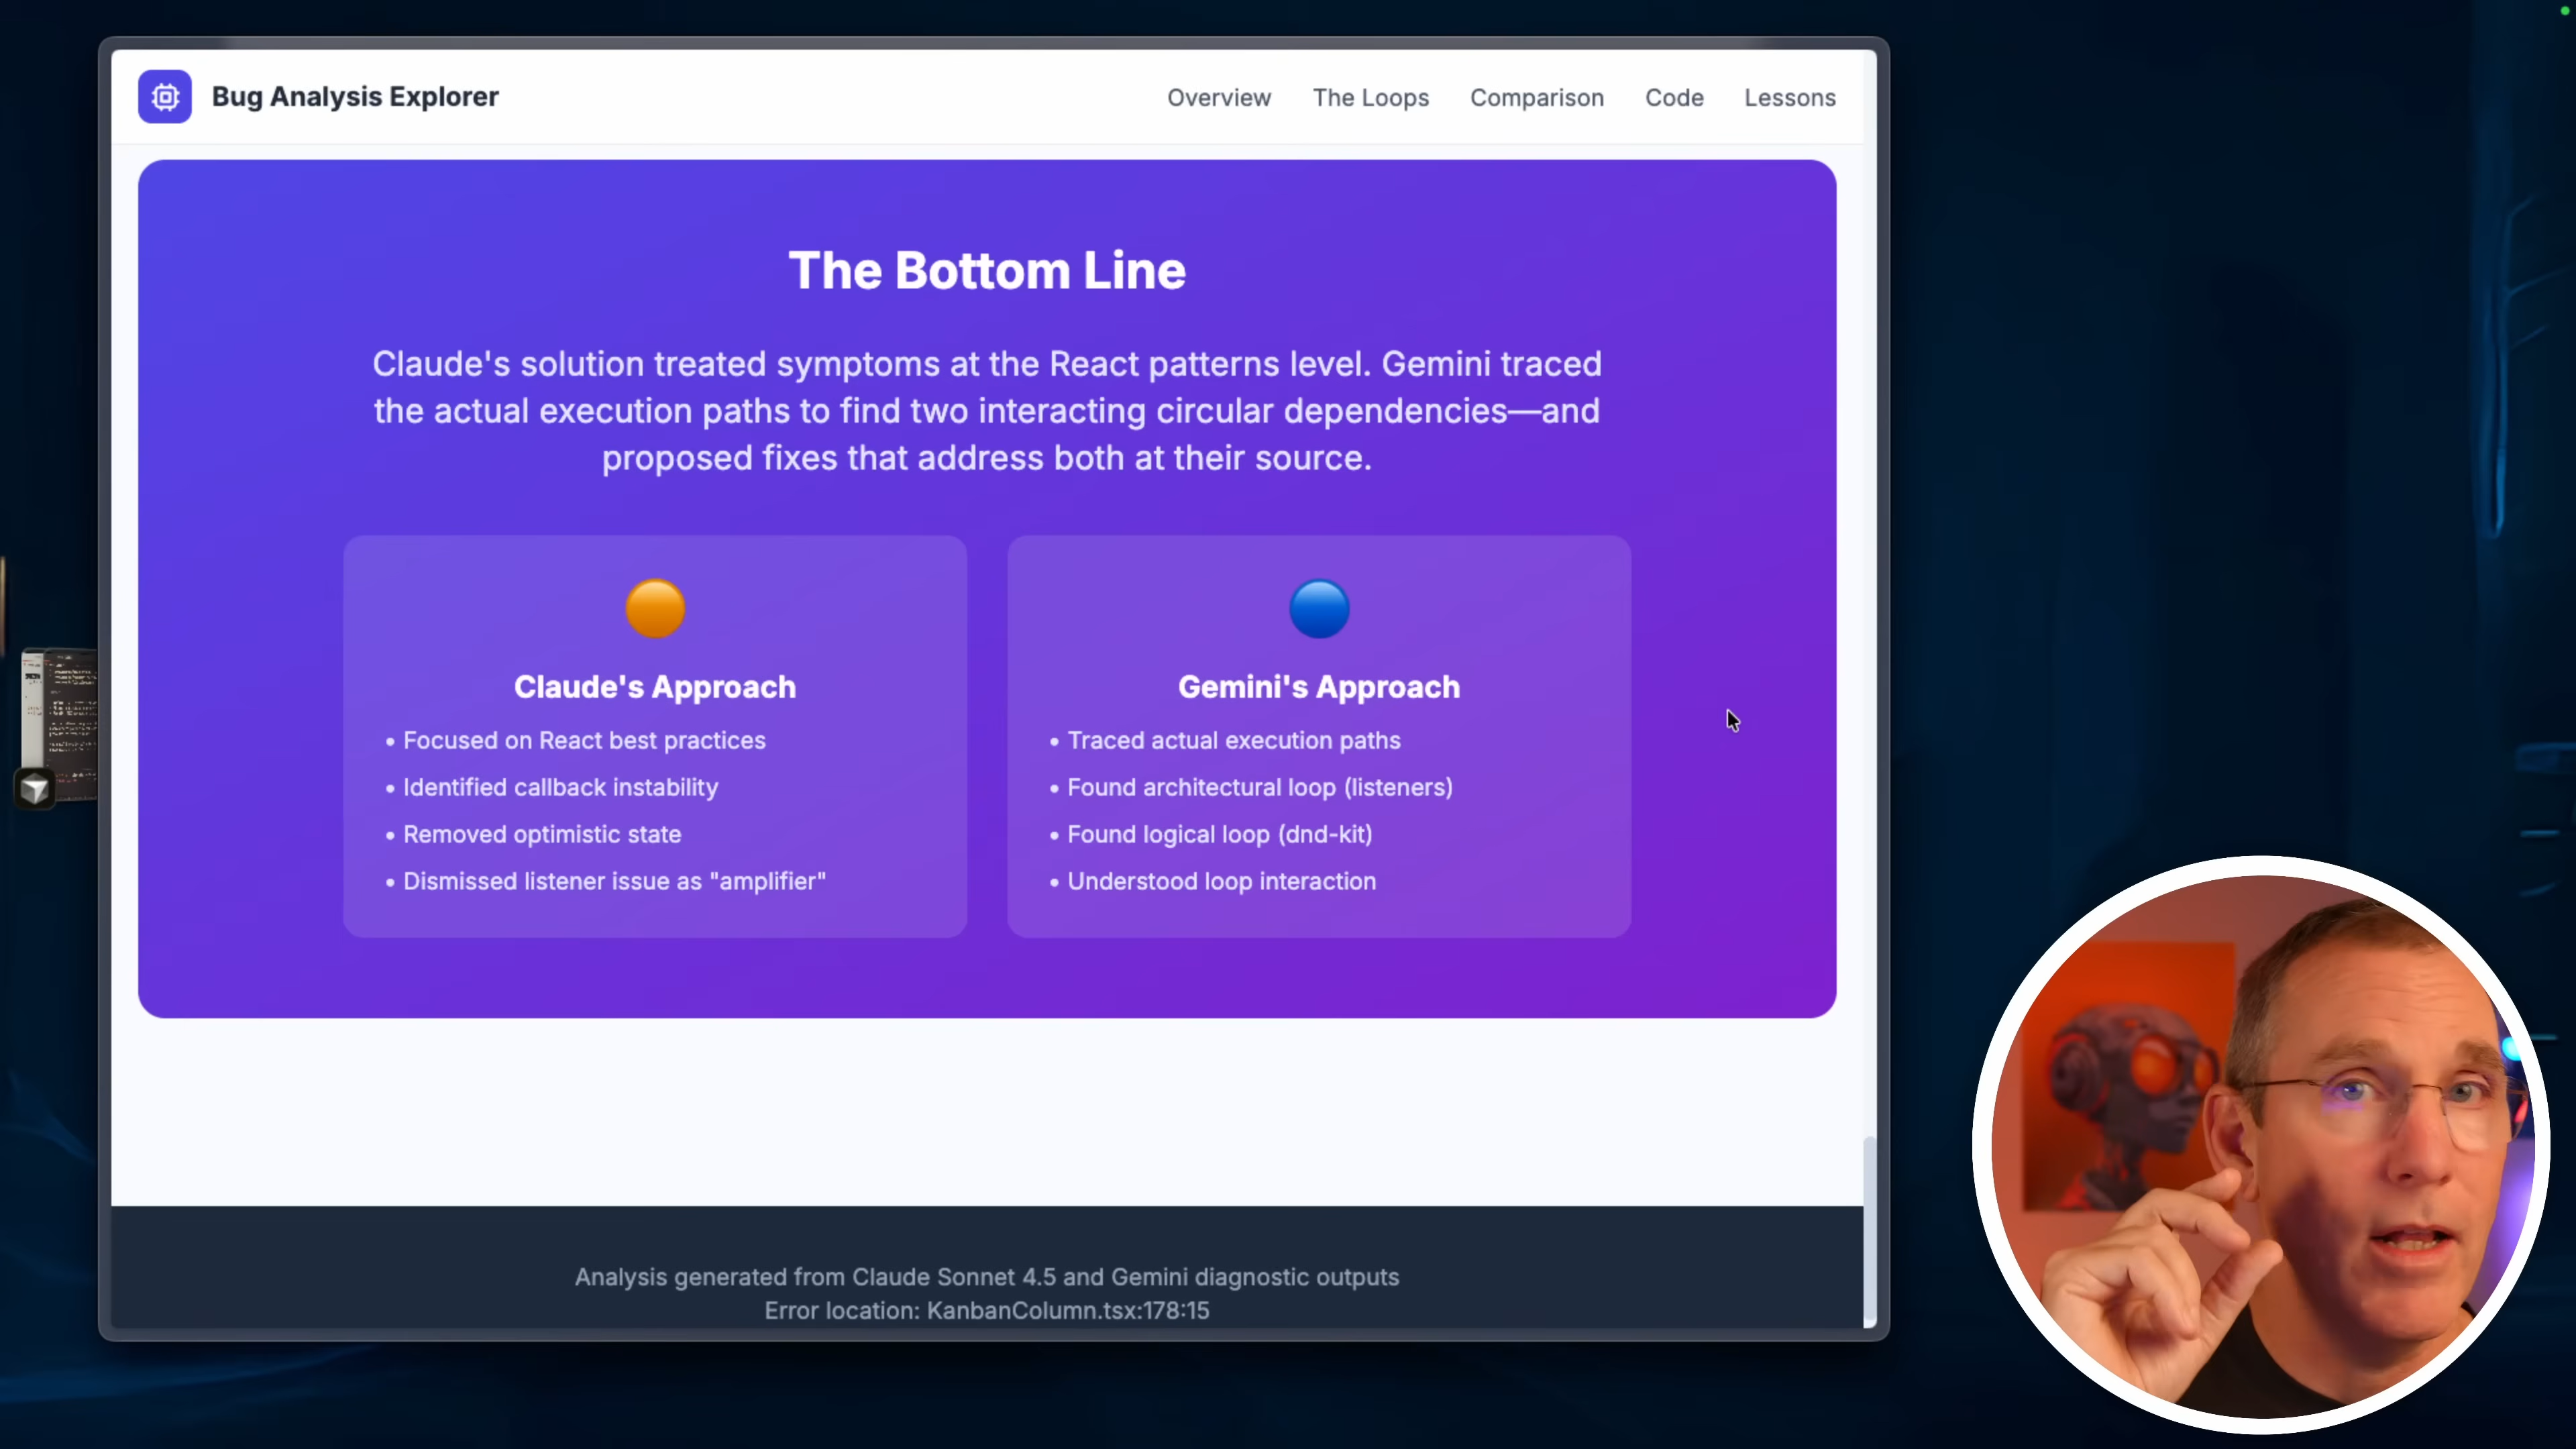 Bug Analysis Explorer
Overview
The Loops
Comparison
Code
Lessons
The Bottom Line
Claude's solution treated symptoms at the React patterns level. Gemini traced
the actual execution paths to find two interacting circular dependencies—and
proposed fixes that address both at their source.
Claude's Approach
• Focused on React best practices
• Identified callback instability
• Removed optimistic state
• Dismissed listener issue as "amplifier"
Gemini's Approach
• Traced actual execution paths
• Found architectural loop (listeners)
• Found logical loop (dnd-kit)
• Understood loop interaction
Analysis generated from Claude Sonnet 4.5 and Gemini diagnostic outputs
Error location: KanbanColumn.tsx:178:15